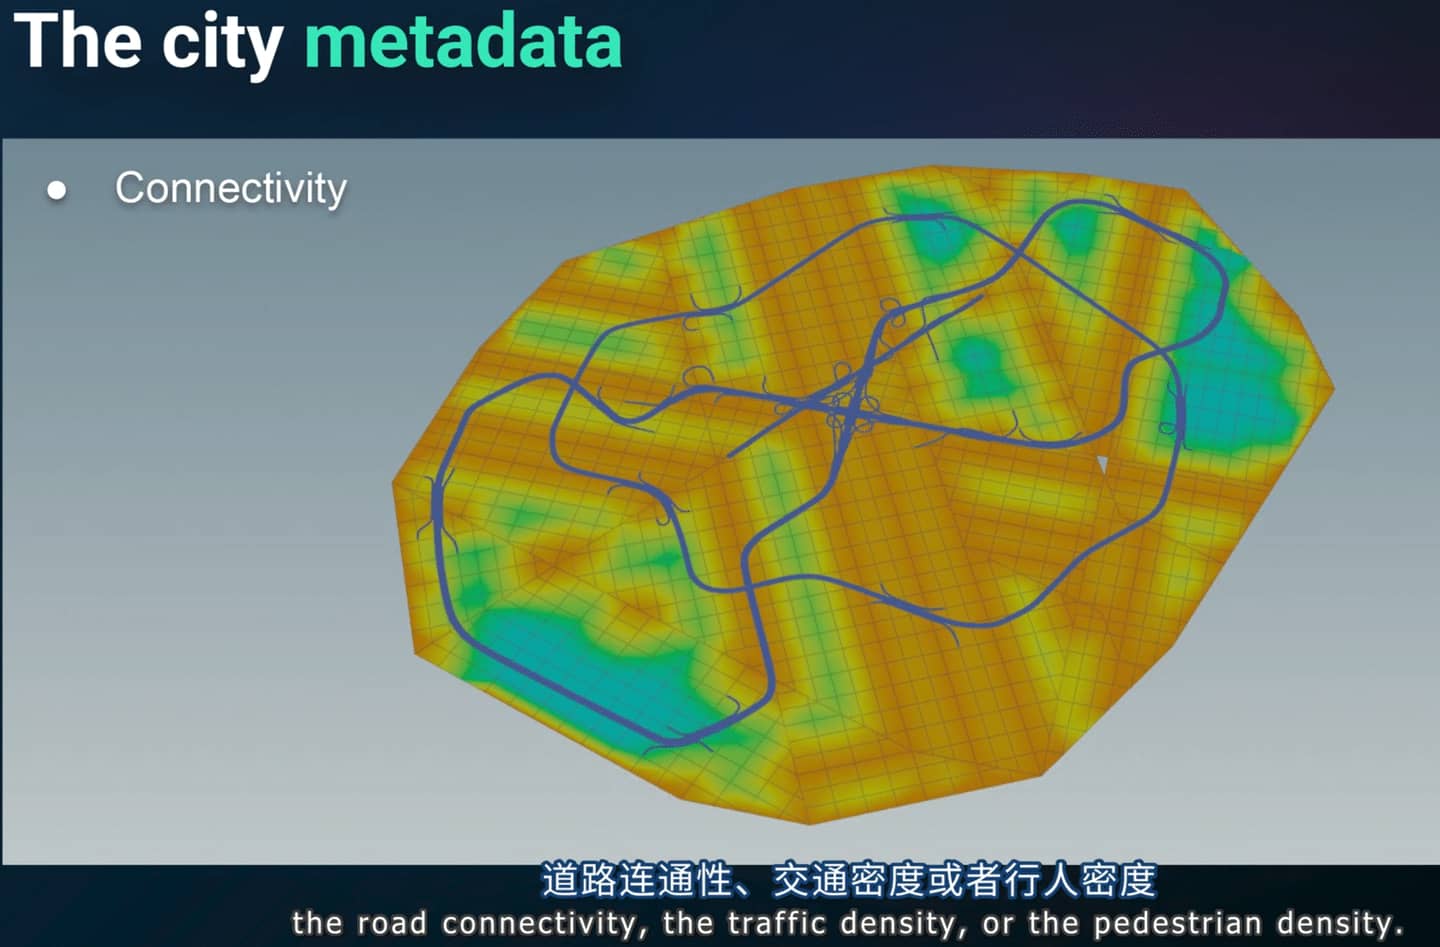 The city metadata
● Connectivity
道路连通性、交通密度或者行人密度
the road connectivity, the traffic density, or the pedestrian density.